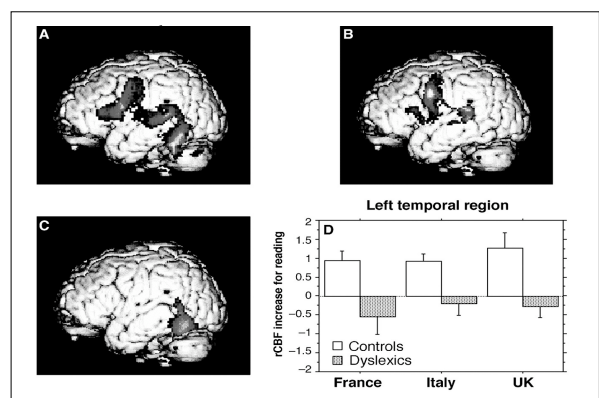 A
B
C
Left temporal region
D
rCBF increase for reading
2
1.5
1
0.5
0
−0.5
−1
−1.5
−2
Controls
Dyslexics
France Italy UK